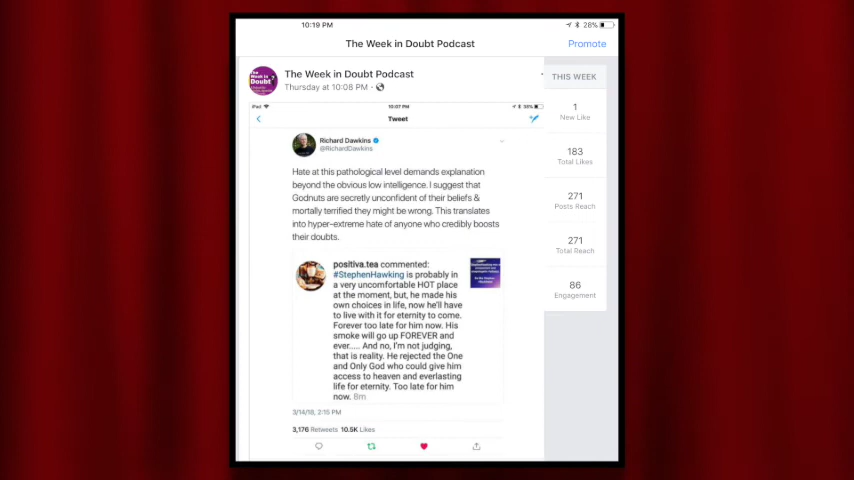 10:19 PM
28%
The Week in Doubt Podcast
Promote
The Week in Doubt Podcast
Thursday at 10:08 PM
THIS WEEK
1
New Like
183
Total Likes
271
Posts Reach
271
Total Reach
86
Engagement
iPad
10:07 PM
38%
Tweet
Richard Dawkins
@RichardDawkins
Hate at this pathological level demands explanation
beyond the obvious low intelligence. I suggest that
Godnuts are secretly unconfident of their beliefs &
mortally terrified they might be wrong. This translates
into hyper-extreme hate of anyone who credibly boosts
their doubts.
positiva.tea commented:
#StephenHawking is probably in
a very uncomfortable HOT place
at the moment, but, he made his
own choices in life, now he'll have
to live with it for eternity to come.
Forever too late for him now. His
smoke will go up FOREVER and
ever..... And no, I'm not judging,
that is reality. He rejected the One
and Only God who could give him
access to heaven and everlasting
life for eternity. Too late for him
now. 8m
3/14/18, 2:15 PM
3,176 Retweets 10.5K Likes